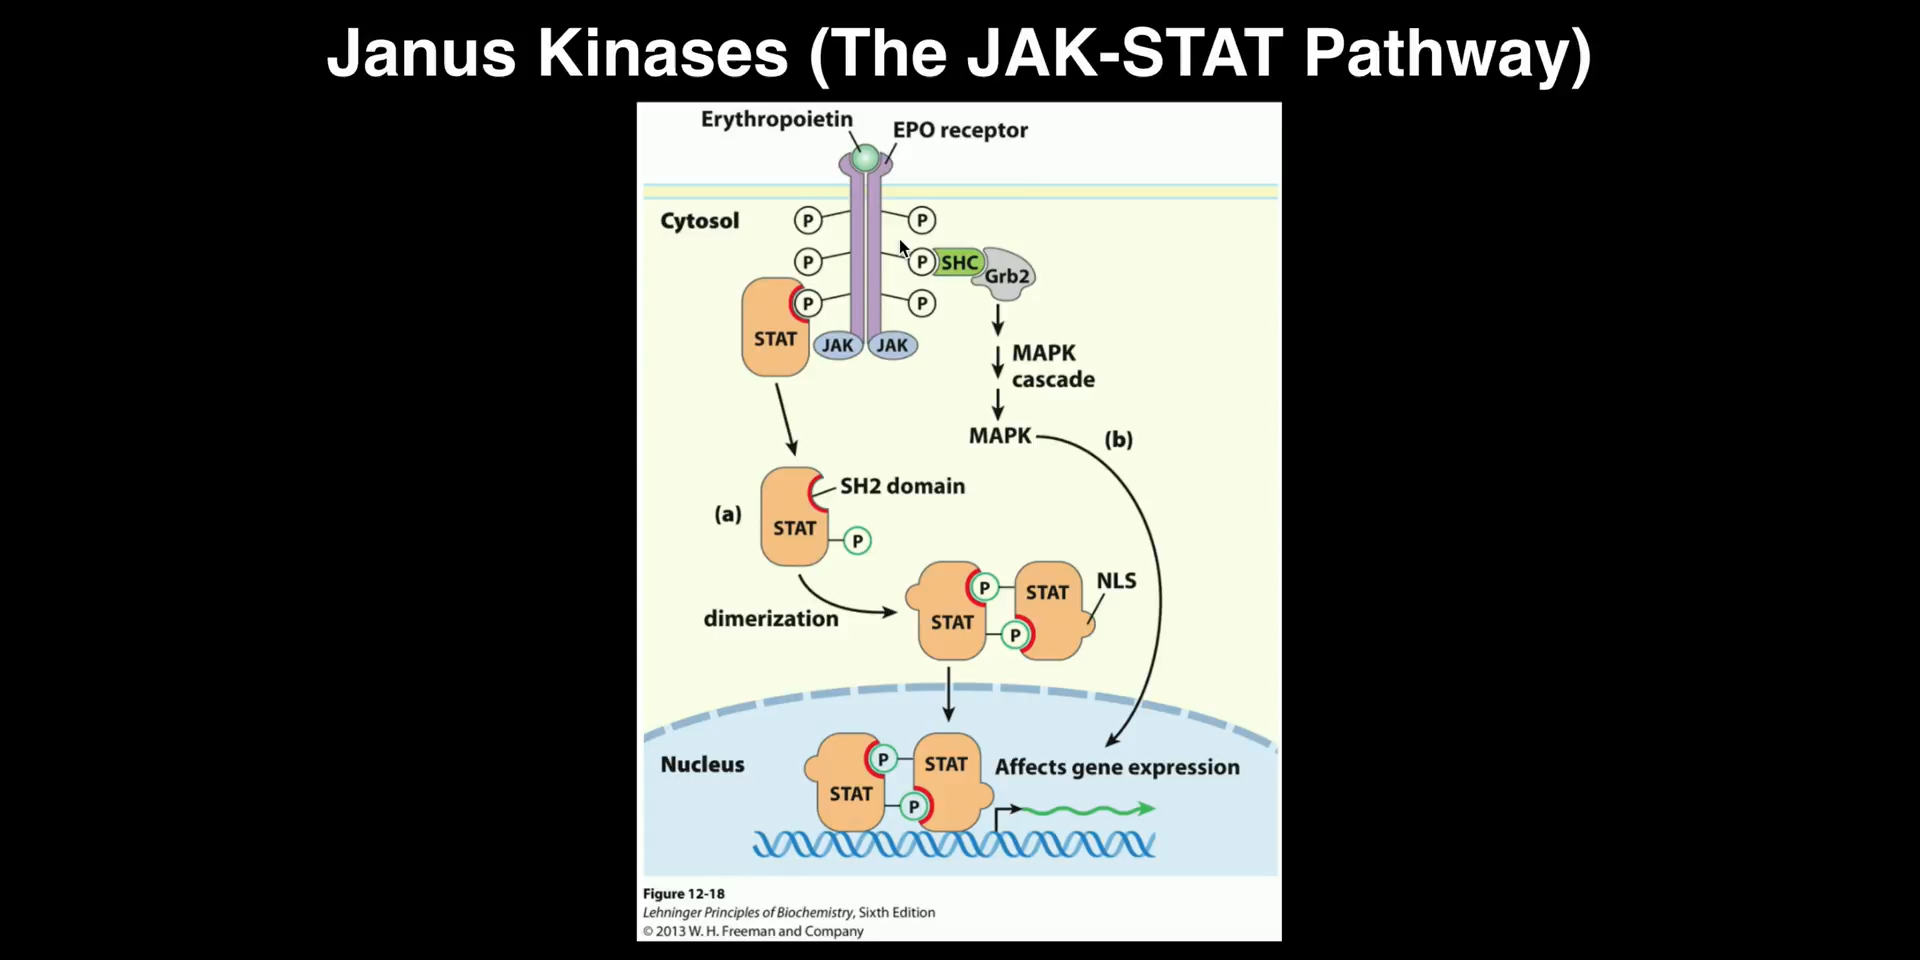 Janus Kinases (The JAK-STAT Pathway)
Erythropoietin
EPO receptor
Cytosol
P
P
P
P
SHC
Grb2
P
P
STAT
JAK
JAK
MAPK
cascade
MAPK
(b)
SH2 domain
(a)
STAT
P
NLS
P
STAT
STAT
P
dimerization
Nucleus
P
STAT
STAT
P
Affects gene expression
Figure 12-18
Lehninger Principles of Biochemistry, Sixth Edition
© 2013 W. H. Freeman and Company